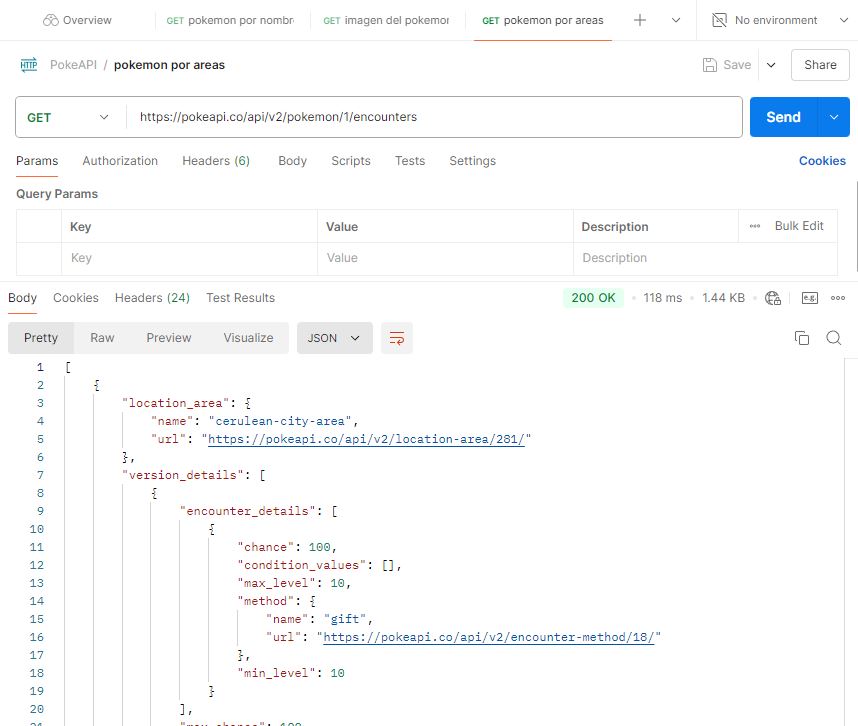 Overview
GET pokemon por nombr
GET imagen del pokemor
GET pokemon por areas
No environment
HTTP PokeAPI / pokemon por areas
Save
Share
GET
https://pokeapi.co/api/v2/pokemon/1/encounters
Send
Params Authorization Headers (6) Body Scripts Tests Settings Cookies
Query Params
Key Value Description Bulk Edit
Key Value Description
Body Cookies Headers (24) Test Results 200 OK 118 ms 1.44 KB e.g.
Pretty Raw Preview Visualize JSON
1 [
2 {
3 "location_area": {
4 "name": "cerulean-city-area",
5 "url": "https://pokeapi.co/api/v2/location-area/281/"
6 },
7 "version_details": [
8 {
9 "encounter_details": [
10 {
11 "chance": 100,
12 "condition_values": [],
13 "max_level": 10,
14 "method": {
15 "name": "gift",
16 "url": "https://pokeapi.co/api/v2/encounter-method/18/"
17 },
18 "min_level": 10
19 }
20 ],
21 "max_chance": 100